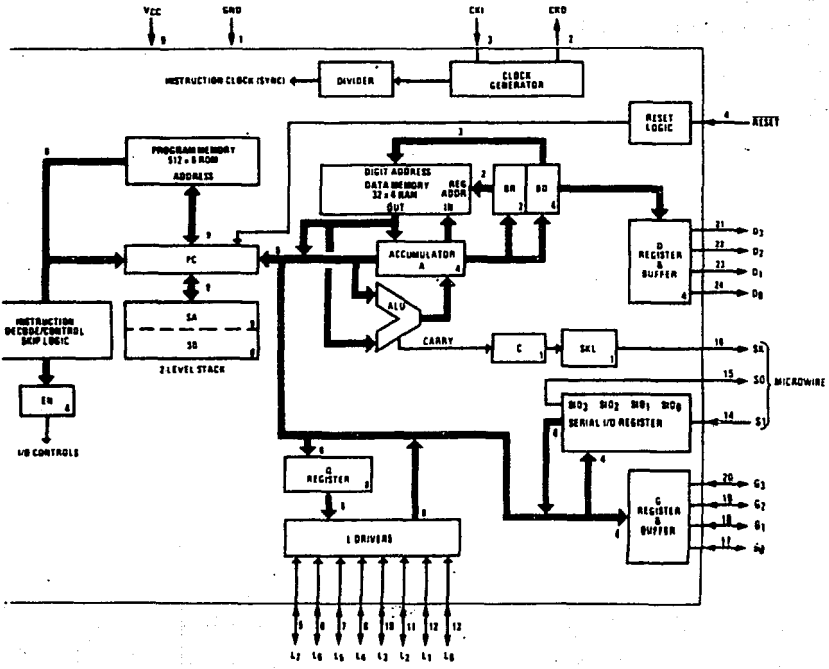 VCC GND CKI CKO
9 1 3 2
INSTRUCTION CLOCK (SYNC)
DIVIDER
CLOCK
GENERATOR
RESET
LOGIC
4
RESET
8
PROGRAM MEMORY
512 x 8 ROM
ADDRESS
3
DIGIT ADDRESS
DATA MEMORY
32 x 4 RAM
REG
ADDR
OUT
IN
2
BR
2
BD
4
9
PC
9
ACCUMULATOR
A
4
D
REGISTER
&
BUFFER
4
21 D3
22 D2
23 D1
24 D0
9
SA
9
SB
2 LEVEL STACK
INSTRUCTION
DECODE/CONTROL
SKIP LOGIC
ALU
CARRY
C
1
SKL
1
16 SK
15 SO
14 SI
MICROWIRE
EN
4
I/O CONTROLS
SIO3 SIO2 SIO1 SIO0
SERIAL I/O REGISTER
4
4
Q
REGISTER
8
8
8
L DRIVERS
G
REGISTER
&
BUFFER
4
20 G3
19 G2
18 G1
17
5 6 7 8 10 11 12 13
L7 L6 L5 L4 L3 L2 L1 L0